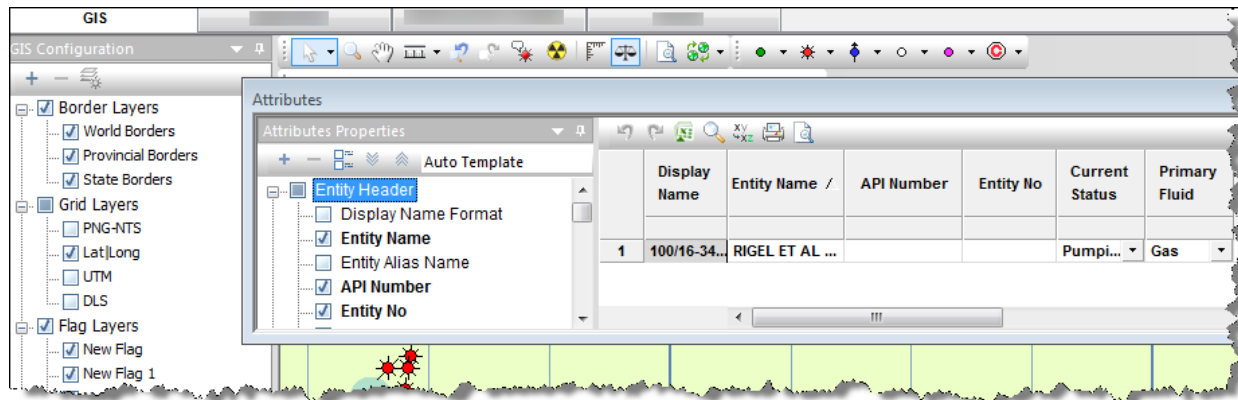 GIS
GIS Configuration
Border Layers
World Borders
Provincial Borders
State Borders
Grid Layers
PNG-NTS
Lat|Long
UTM
DLS
Flag Layers
New Flag
New Flag 1
Attributes
Attributes Properties
Auto Template
Entity Header
Display Name Format
Entity Name
Entity Alias Name
API Number
Entity No
Display Name
Entity Name /
API Number
Entity No
Current Status
Primary Fluid
1 100/16-34... RIGEL ET AL ... Pumpi... Gas